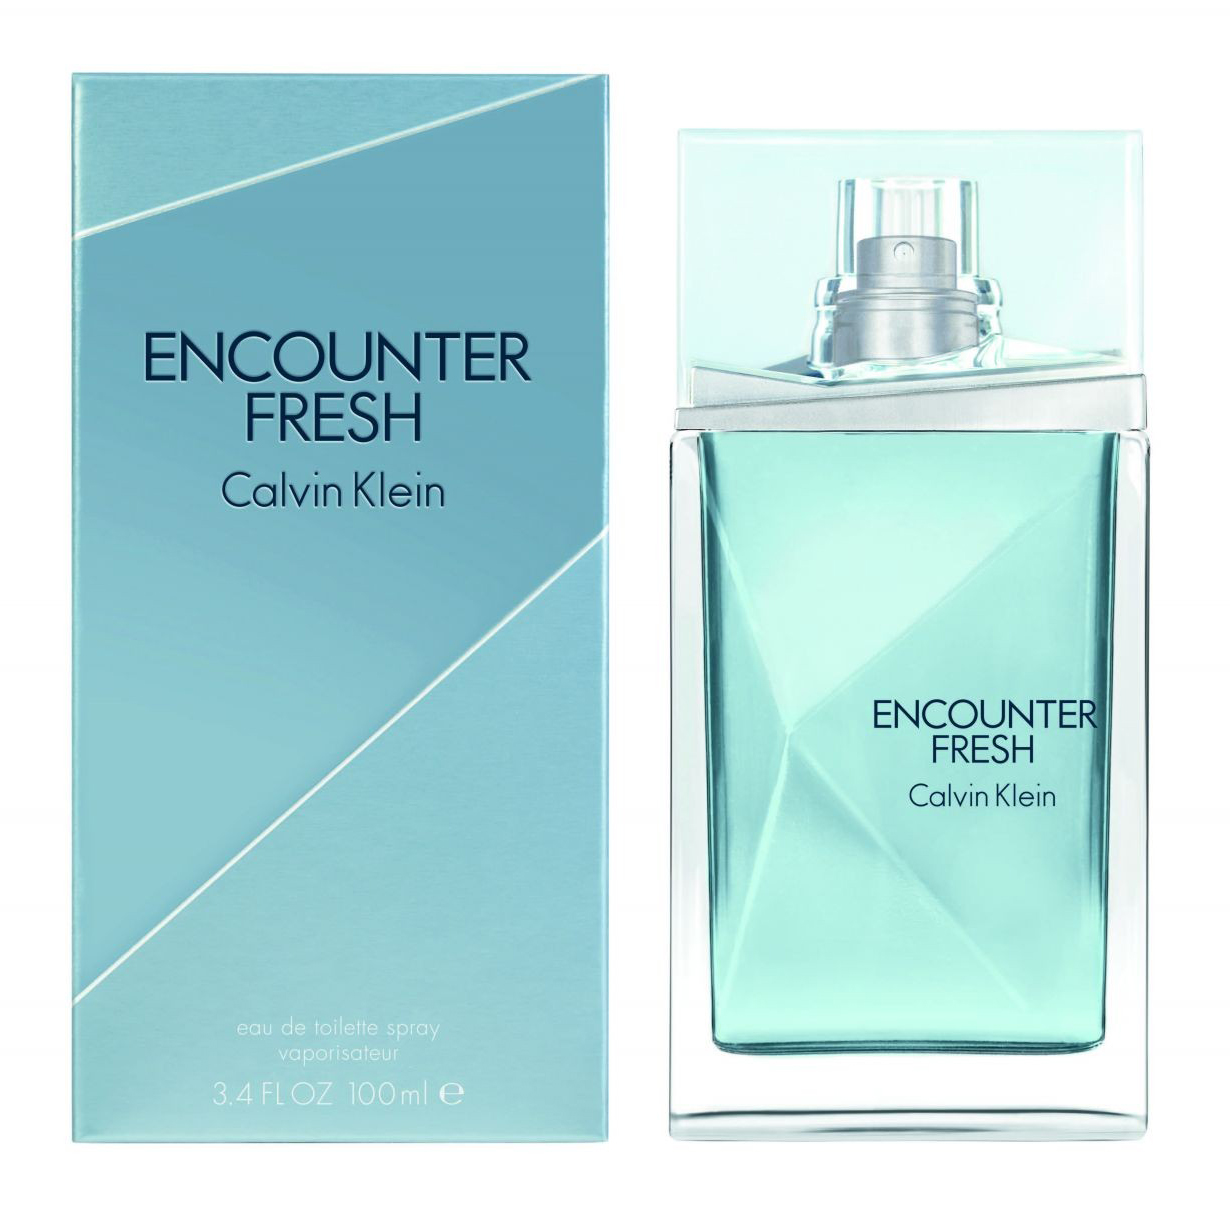 ENCOUNTER
FRESH
Calvin Klein
eau de toilette spray
vaporisateur
3.4 FL OZ 100 ml ℮
ENCOUNTER
FRESH
Calvin Klein